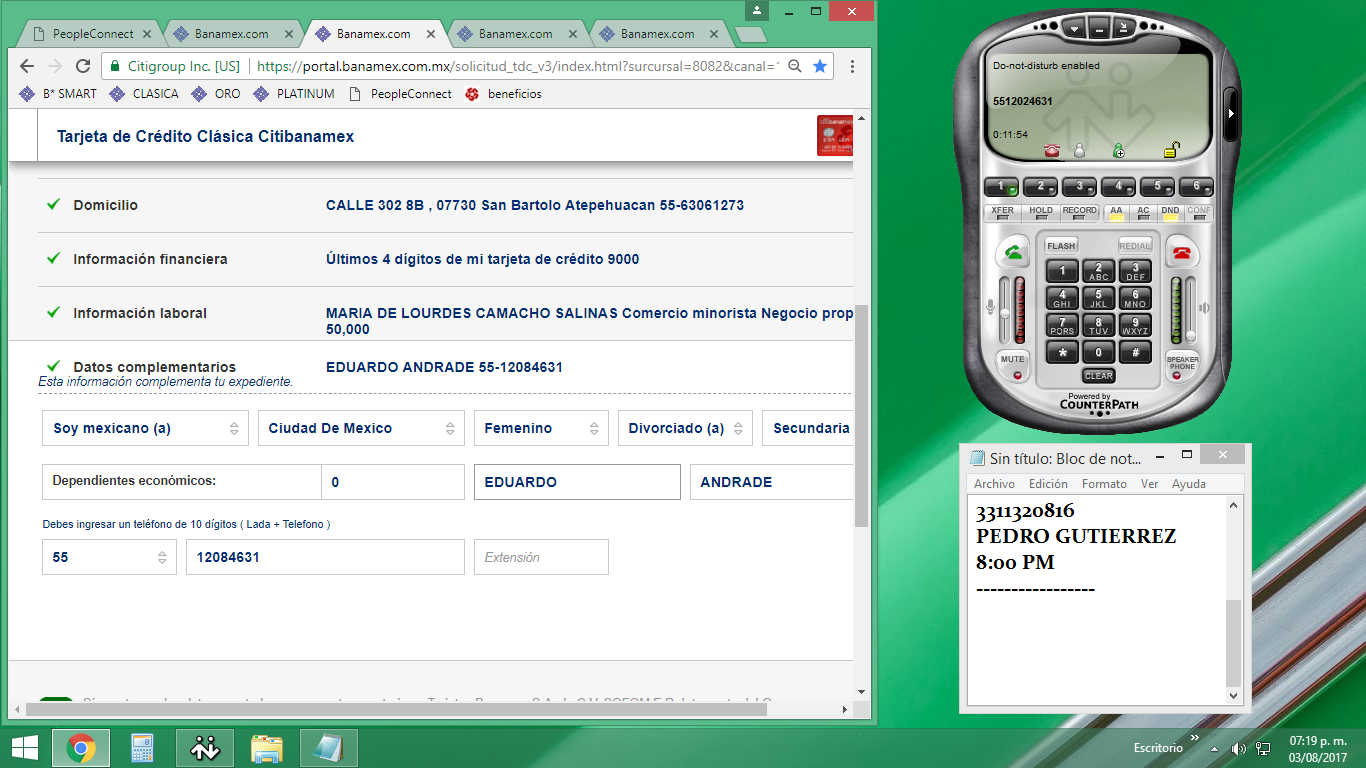 PeopleConnect
Banamex.com
Banamex.com
Banamex.com
Banamex.com
Citigroup Inc. [US]
https://portal.banamex.com.mx/solicitud_tdc_v3/index.html?surcursal=8082&canal=
B* SMART
CLASICA
ORO
PLATINUM
PeopleConnect
beneficios
Tarjeta de Crédito Clásica Citibanamex
Domicilio
CALLE 302 8B , 07730 San Bartolo Atepehuacan 55-63061273
Información financiera
Últimos 4 dígitos de mi tarjeta de crédito 9000
Información laboral
MARIA DE LOURDES CAMACHO SALINAS Comercio minorista Negocio prop
50,000
Datos complementarios
EDUARDO ANDRADE 55-12084631
Esta información complementa tu expediente.
Soy mexicano (a)
Ciudad De Mexico
Femenino
Divorciado (a)
Secundaria
Dependientes económicos:
0
EDUARDO
ANDRADE
Debes ingresar un teléfono de 10 dígitos ( Lada + Telefono )
55
12084631
Extensión
Do-not-disturb enabled
5512024631
0:11:54
1 2 3 4 5 6
XFER HOLD RECORD AA AC DND CONF
FLASH
REDIAL
1
2 ABC
3 DEF
4 GHI
5 JKL
6 MNO
7 PQRS
8 TUV
9 WXYZ
*
0
#
MUTE
SPEAKER
PHONE
CLEAR
Powered by
COUNTERPATH
Sin título: Bloc de not...
Archivo Edición Formato Ver Ayuda
3311320816
PEDRO GUTIERREZ
8:00 PM
-----------------
Escritorio
07:19 p. m.
03/08/2017